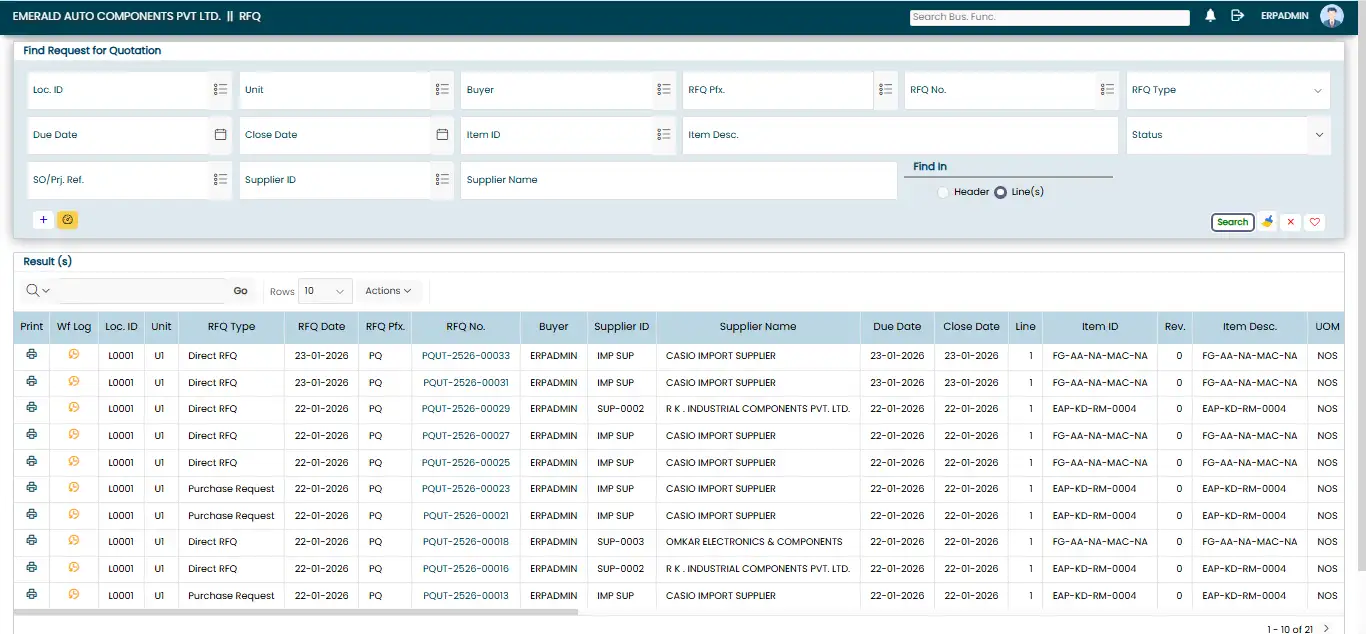 EMERALD AUTO COMPONENTS PVT LTD. || RFQ Search Bus. Func. ERPADMIN
Find Request for Quotation
Loc. ID Unit Buyer RFQ Pfx. RFQ No. RFQ Type
Due Date Close Date Item ID Item Desc. Status
SO/Prj. Ref. Supplier ID Supplier Name Find In
Header Line(s)
+ Search
Result (s)
Go Rows 10 Actions
Print Wf Log Loc. ID Unit RFQ Type RFQ Date RFQ Pfx. RFQ No. Buyer Supplier ID Supplier Name Due Date Close Date Line Item ID Rev. Item Desc. UOM
L0001 U1 Direct RFQ 23-01-2026 PQ PQUT-2526-00033 ERPADMIN IMP SUP CASIO IMPORT SUPPLIER 23-01-2026 23-01-2026 1 FG-AA-NA-MAC-NA 0 FG-AA-NA-MAC-NA NOS
L0001 U1 Direct RFQ 23-01-2026 PQ PQUT-2526-00031 ERPADMIN IMP SUP CASIO IMPORT SUPPLIER 23-01-2026 23-01-2026 1 FG-AA-NA-MAC-NA 0 FG-AA-NA-MAC-NA NOS
L0001 U1 Direct RFQ 22-01-2026 PQ PQUT-2526-00029 ERPADMIN SUP-0002 R K . INDUSTRIAL COMPONENTS PVT. LTD. 22-01-2026 22-01-2026 1 EAP-KD-RM-0004 0 EAP-KD-RM-0004 NOS
L0001 U1 Direct RFQ 22-01-2026 PQ PQUT-2526-00027 ERPADMIN IMP SUP CASIO IMPORT SUPPLIER 22-01-2026 22-01-2026 1 FG-AA-NA-MAC-NA 0 FG-AA-NA-MAC-NA NOS
L0001 U1 Direct RFQ 22-01-2026 PQ PQUT-2526-00025 ERPADMIN IMP SUP CASIO IMPORT SUPPLIER 22-01-2026 22-01-2026 1 FG-AA-NA-MAC-NA 0 FG-AA-NA-MAC-NA NOS
L0001 U1 Purchase Request 22-01-2026 PQ PQUT-2526-00023 ERPADMIN IMP SUP CASIO IMPORT SUPPLIER 22-01-2026 22-01-2026 1 EAP-KD-RM-0004 0 EAP-KD-RM-0004 NOS
L0001 U1 Purchase Request 22-01-2026 PQ PQUT-2526-00021 ERPADMIN IMP SUP CASIO IMPORT SUPPLIER 22-01-2026 22-01-2026 1 EAP-KD-RM-0004 0 EAP-KD-RM-0004 NOS
L0001 U1 Direct RFQ 22-01-2026 PQ PQUT-2526-00018 ERPADMIN SUP-0003 OMKAR ELECTRONICS & COMPONENTS 22-01-2026 22-01-2026 1 FG-AA-NA-MAC-NA 0 FG-AA-NA-MAC-NA NOS
L0001 U1 Direct RFQ 22-01-2026 PQ PQUT-2526-00016 ERPADMIN SUP-0002 R K . INDUSTRIAL COMPONENTS PVT. LTD. 22-01-2026 22-01-2026 1 EAP-KD-RM-0004 0 EAP-KD-RM-0004 NOS
L0001 U1 Purchase Request 22-01-2026 PQ PQUT-2526-00013 ERPADMIN IMP SUP CASIO IMPORT SUPPLIER 22-01-2026 22-01-2026 1 EAP-KD-RM-0004 0 EAP-KD-RM-0004 NOS
1 - 10 of 21